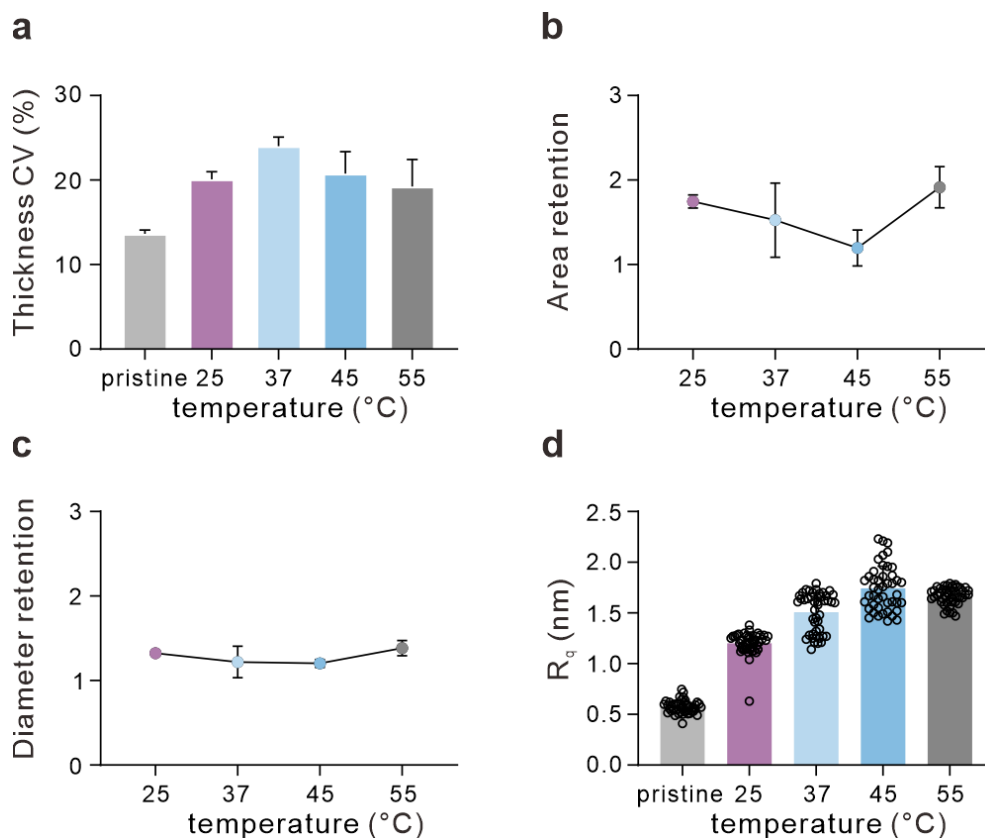 a
Thickness CV (%)
30
20
10
0
pristine 25 37 45 55
temperature (°C)
b
Area retention
3
2
1
0
25 37 45 55
temperature (°C)
c
Diameter retention
3
2
1
0
25 37 45 55
temperature (°C)
d
Rq (nm)
2.5
2.0
1.5
1.0
0.5
0.0
pristine 25 37 45 55
temperature (°C)